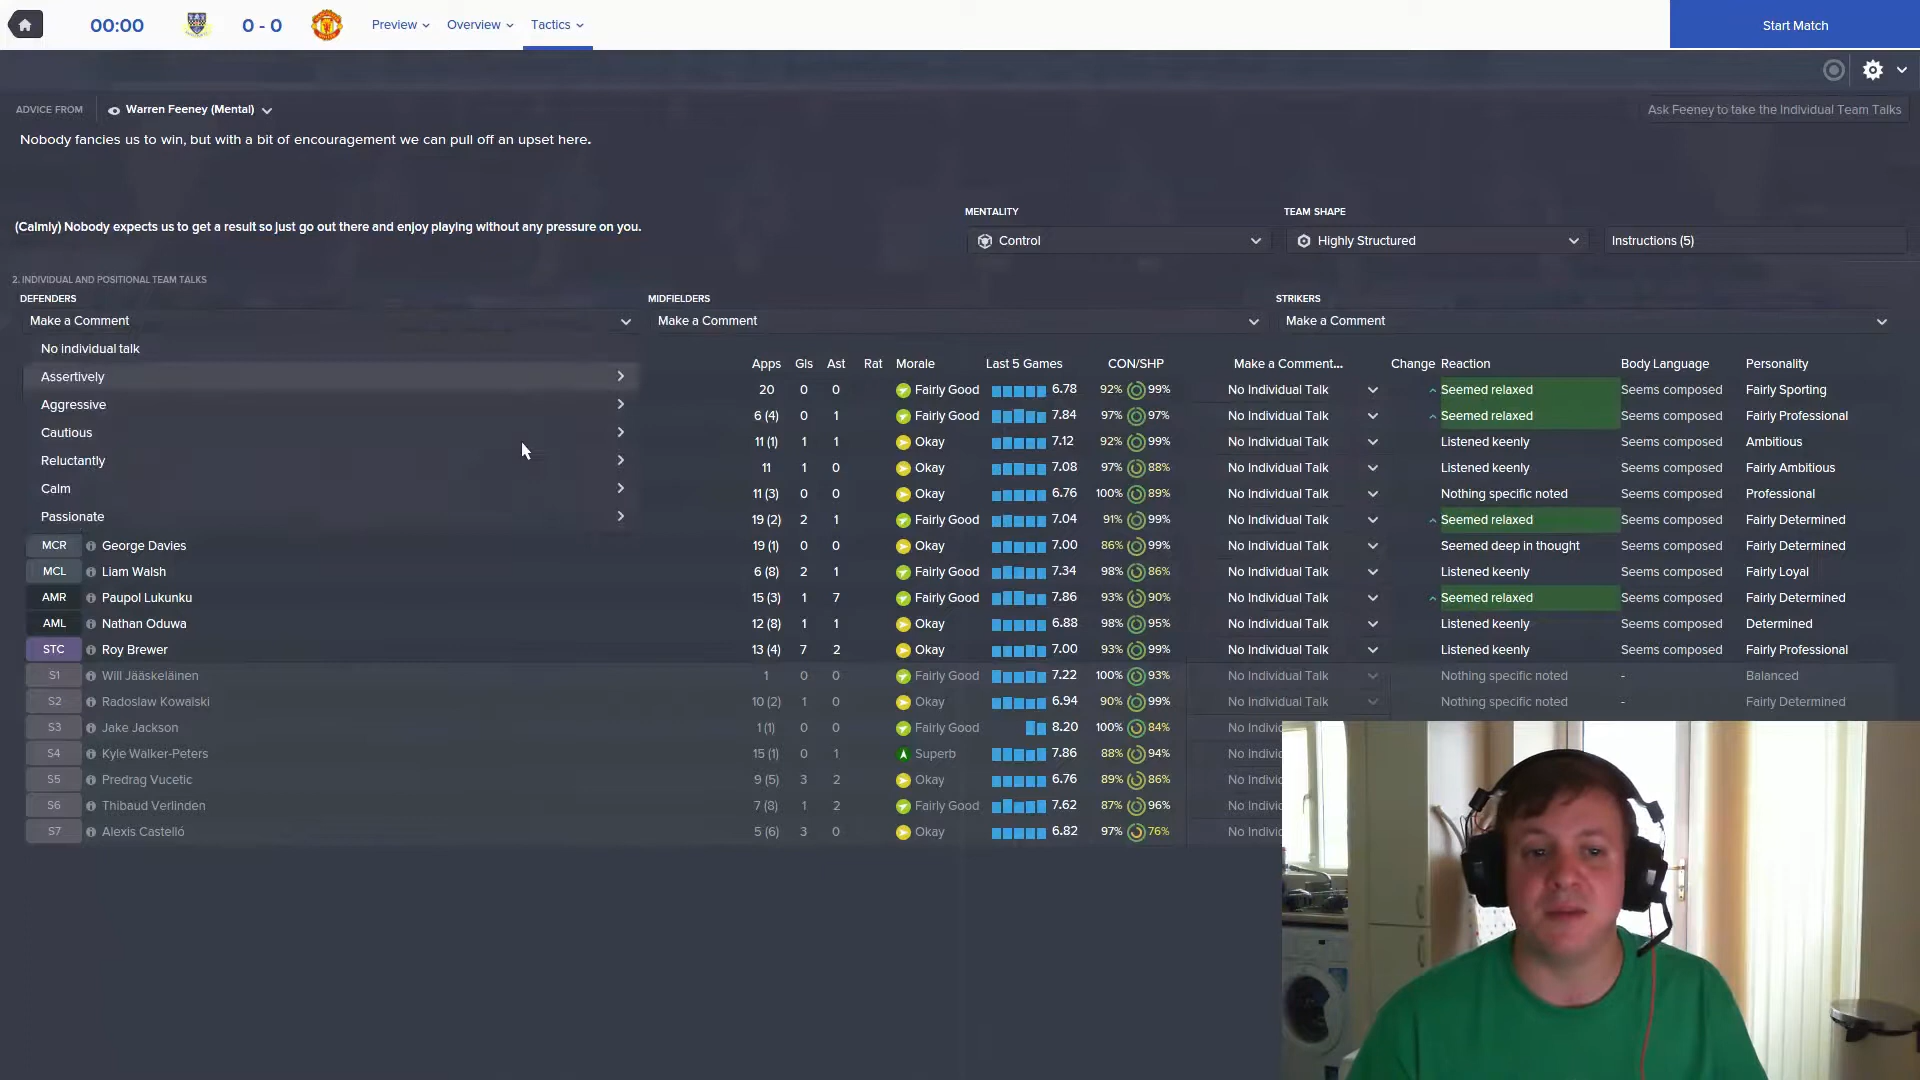 00:00 0 - 0 Preview Overview Tactics Start Match
ADVICE FROM Warren Feeney (Mental) Ask Feeney to take the Individual Team Talks
Nobody fancies us to win, but with a bit of encouragement we can pull off an upset here.
MENTALITY TEAM SHAPE
(Calmly) Nobody expects us to get a result so just go out there and enjoy playing without any pressure on you.
Control Highly Structured Instructions (5)
2. INDIVIDUAL AND POSITIONAL TEAM TALKS
DEFENDERS MIDFIELDERS STRIKERS
Make a Comment Make a Comment Make a Comment
No individual talk
Apps Gls Ast Rat Morale Last 5 Games CON/SHP Make a Comment... Change Reaction Body Language Personality
Assertively 20 0 0 Fairly Good 6.78 92% 99% No Individual Talk Seemed relaxed Seems composed Fairly Sporting
Aggressive 6 (4) 0 1 Fairly Good 7.84 97% 97% No Individual Talk Seemed relaxed Seems composed Fairly Professional
Cautious 11 (1) 1 1 Okay 7.12 92% 99% No Individual Talk Listened keenly Seems composed Ambitious
Reluctantly 11 1 0 Okay 7.08 97% 88% No Individual Talk Listened keenly Seems composed Fairly Ambitious
Calm 11 (3) 0 0 Okay 6.76 100% 89% No Individual Talk Nothing specific noted Seems composed Professional
Passionate 19 (2) 2 1 Fairly Good 7.04 91% 99% No Individual Talk Seemed relaxed Seems composed Fairly Determined
MCR George Davies 19 (1) 0 0 Okay 7.00 86% 99% No Individual Talk Seemed deep in thought Seems composed Fairly Determined
MCL Liam Walsh 6 (8) 2 1 Fairly Good 7.34 98% 86% No Individual Talk Listened keenly Seems composed Fairly Loyal
AMR Paupol Lukunku 15 (3) 1 7 Fairly Good 7.86 93% 90% No Individual Talk Seemed relaxed Seems composed Fairly Determined
AML Nathan Oduwa 12 (8) 1 1 Okay 6.88 98% 95% No Individual Talk Listened keenly Seems composed Determined
STC Roy Brewer 13 (4) 7 2 Okay 7.00 93% 99% No Individual Talk Listened keenly Seems composed Fairly Professional
S1 Will Jääskeläinen 1 0 0 Fairly Good 7.22 100% 93% No Individual Talk Nothing specific noted - Balanced
S2 Radoslaw Kowalski 10 (2) 1 0 Okay 6.94 90% 99% No Individual Talk Nothing specific noted - Fairly Determined
S3 Jake Jackson 1 (1) 0 0 Fairly Good 8.20 100% 84% No Individ
S4 Kyle Walker-Peters 15 (1) 0 1 Superb 7.86 88% 94% No Individ
S5 Predrag Vucetic 9 (5) 3 2 Okay 6.76 89% 86% No Individ
S6 Thibaud Verlinden 7 (8) 1 2 Fairly Good 7.62 87% 96% No Individ
S7 Alexis Castelló 5 (6) 3 0 Okay 6.82 97% 76% No Individ